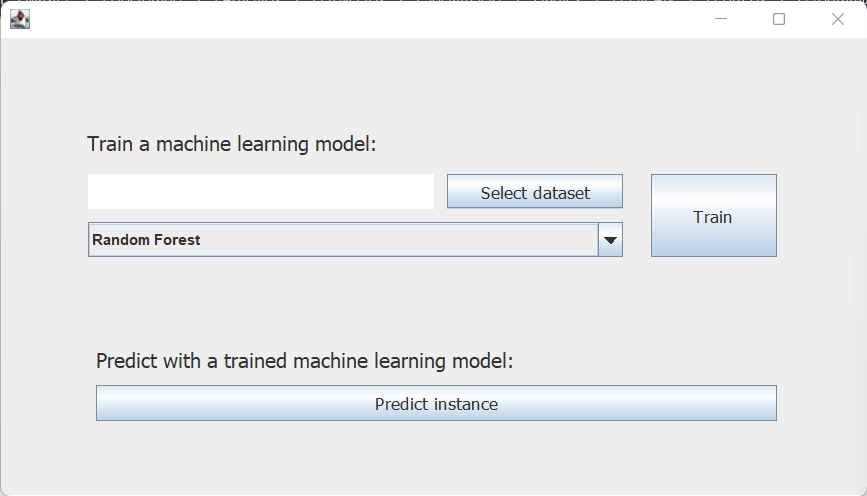 Train a machine learning model:
Select dataset
Train
Random Forest
Predict with a trained machine learning model:
Predict instance